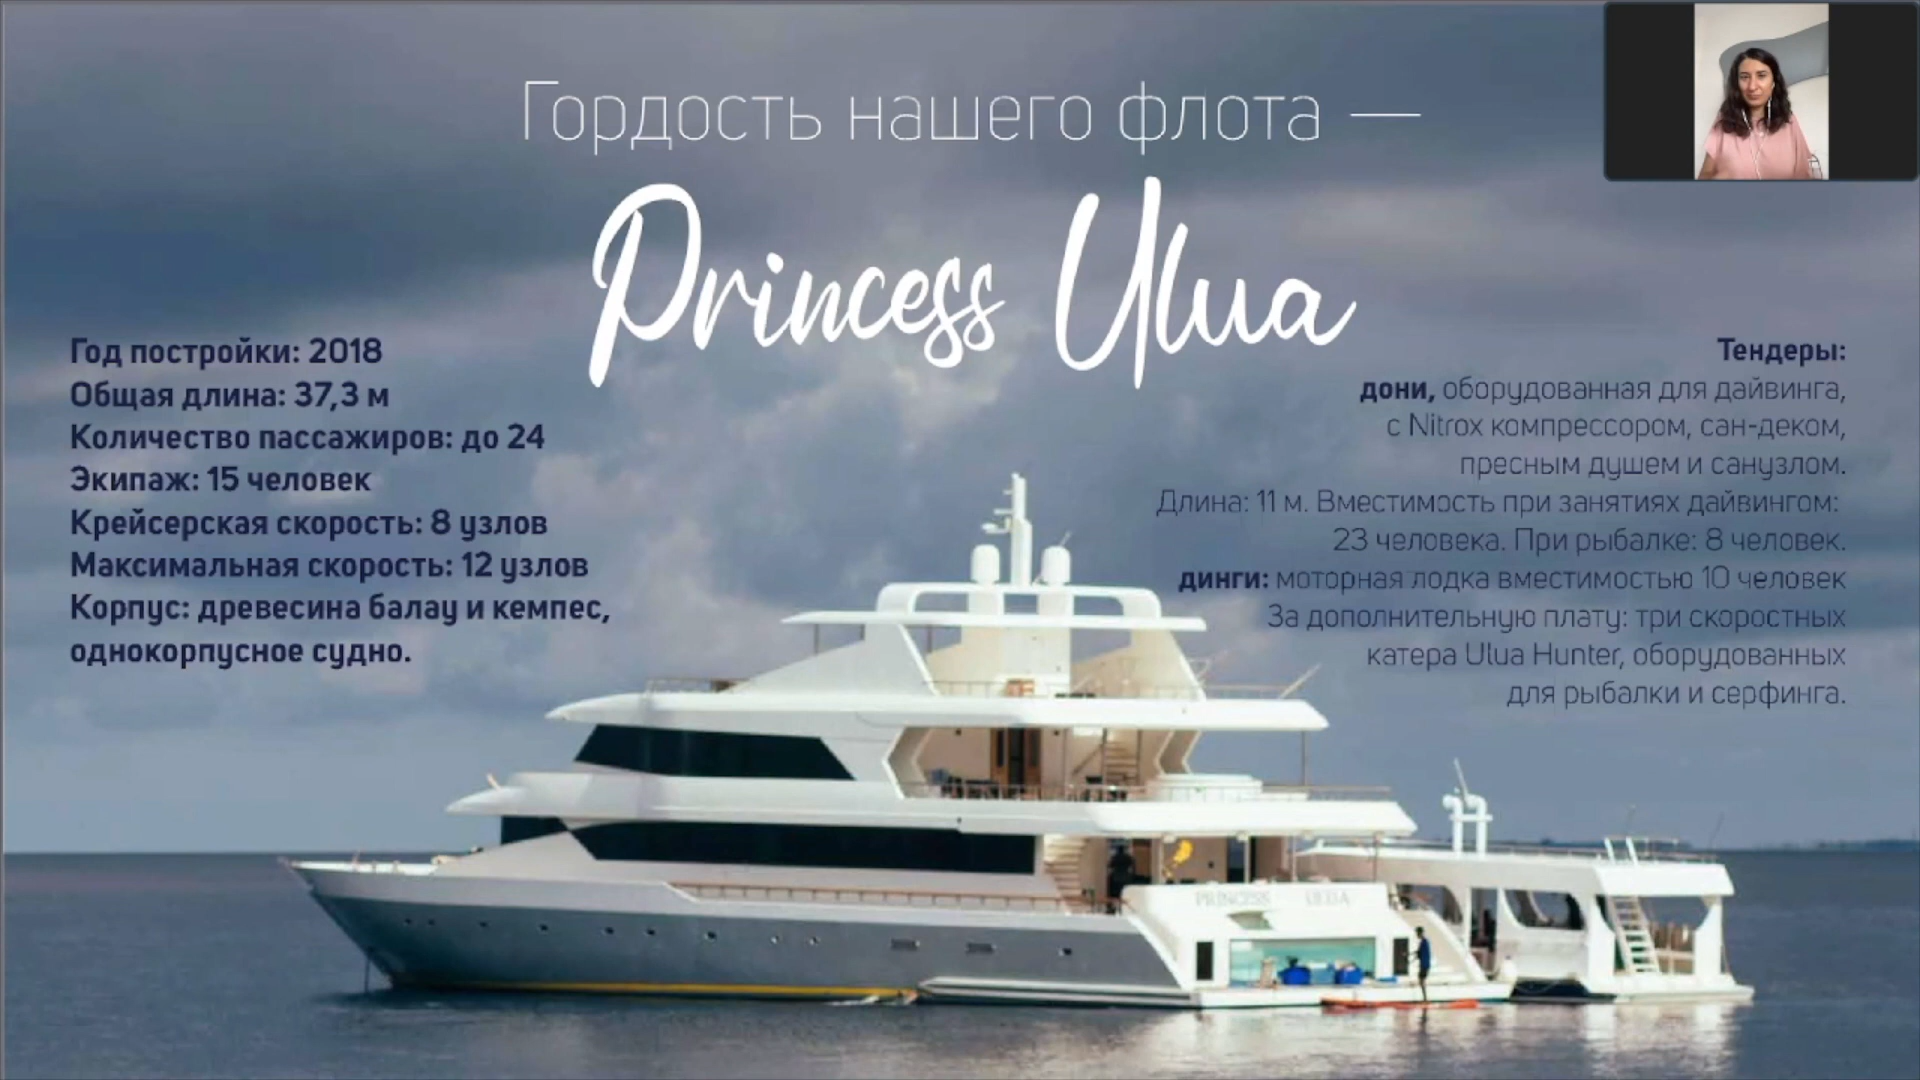 Гордость нашего флота —
Princess Ulua
Год постройки: 2018
Общая длина: 37,3 м
Количество пассажиров: до 24
Экипаж: 15 человек
Крейсерская скорость: 8 узлов
Максимальная скорость: 12 узлов
Корпус: древесина балау и кемпес,
однокорпусное судно.
Тендеры:
дони, оборудованная для дайвинга,
с Nitrox компрессором, сан-деком,
пресным душем и санузлом.
Длина: 11 м. Вместимость при занятиях дайвингом:
23 человека. При рыбалке: 8 человек.
динги: моторная лодка вместимостью 10 человек
За дополнительную плату: три скоростных
катера Ulua Hunter, оборудованных
для рыбалки и серфинга.
PRINCESS ULUA